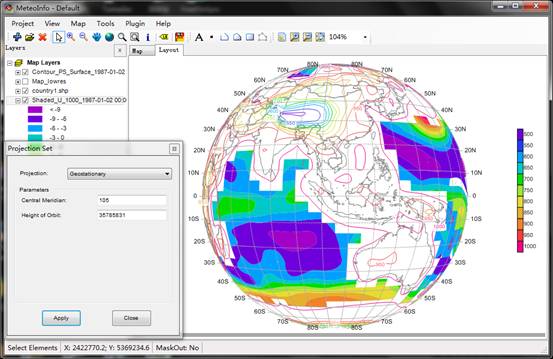 MeteoInfo - Default
Project View Tools Plugin Help
104%
Layers x
Map Layout
Map Layers
Contour_PS_Surface_1987-01-02
Map_lowres
country1.shp
Shaded_U_1000_1987-01-02 00:0
< -9
-9 - -6
-6 - -3
-3 - 0
Projection Set
Projection: Geostationary
Parameters
Central Meridian: 105
Height of Orbit: 35785831
Apply Close
70N 80N 80N 70N
60N 60N
50N 50N
40N 40N
30N 30N
20N
10N 10N
0 0
10S 10S
20S 20S
30S 30S
40S 40S
50S 50S
60S 60S
70S 80S 80S 70S
1000
950
500
550
600
650
700
750
800
850
900
950
1000
Select Elements X: 2422770.2; Y: 5369234.6 MaskOut: No